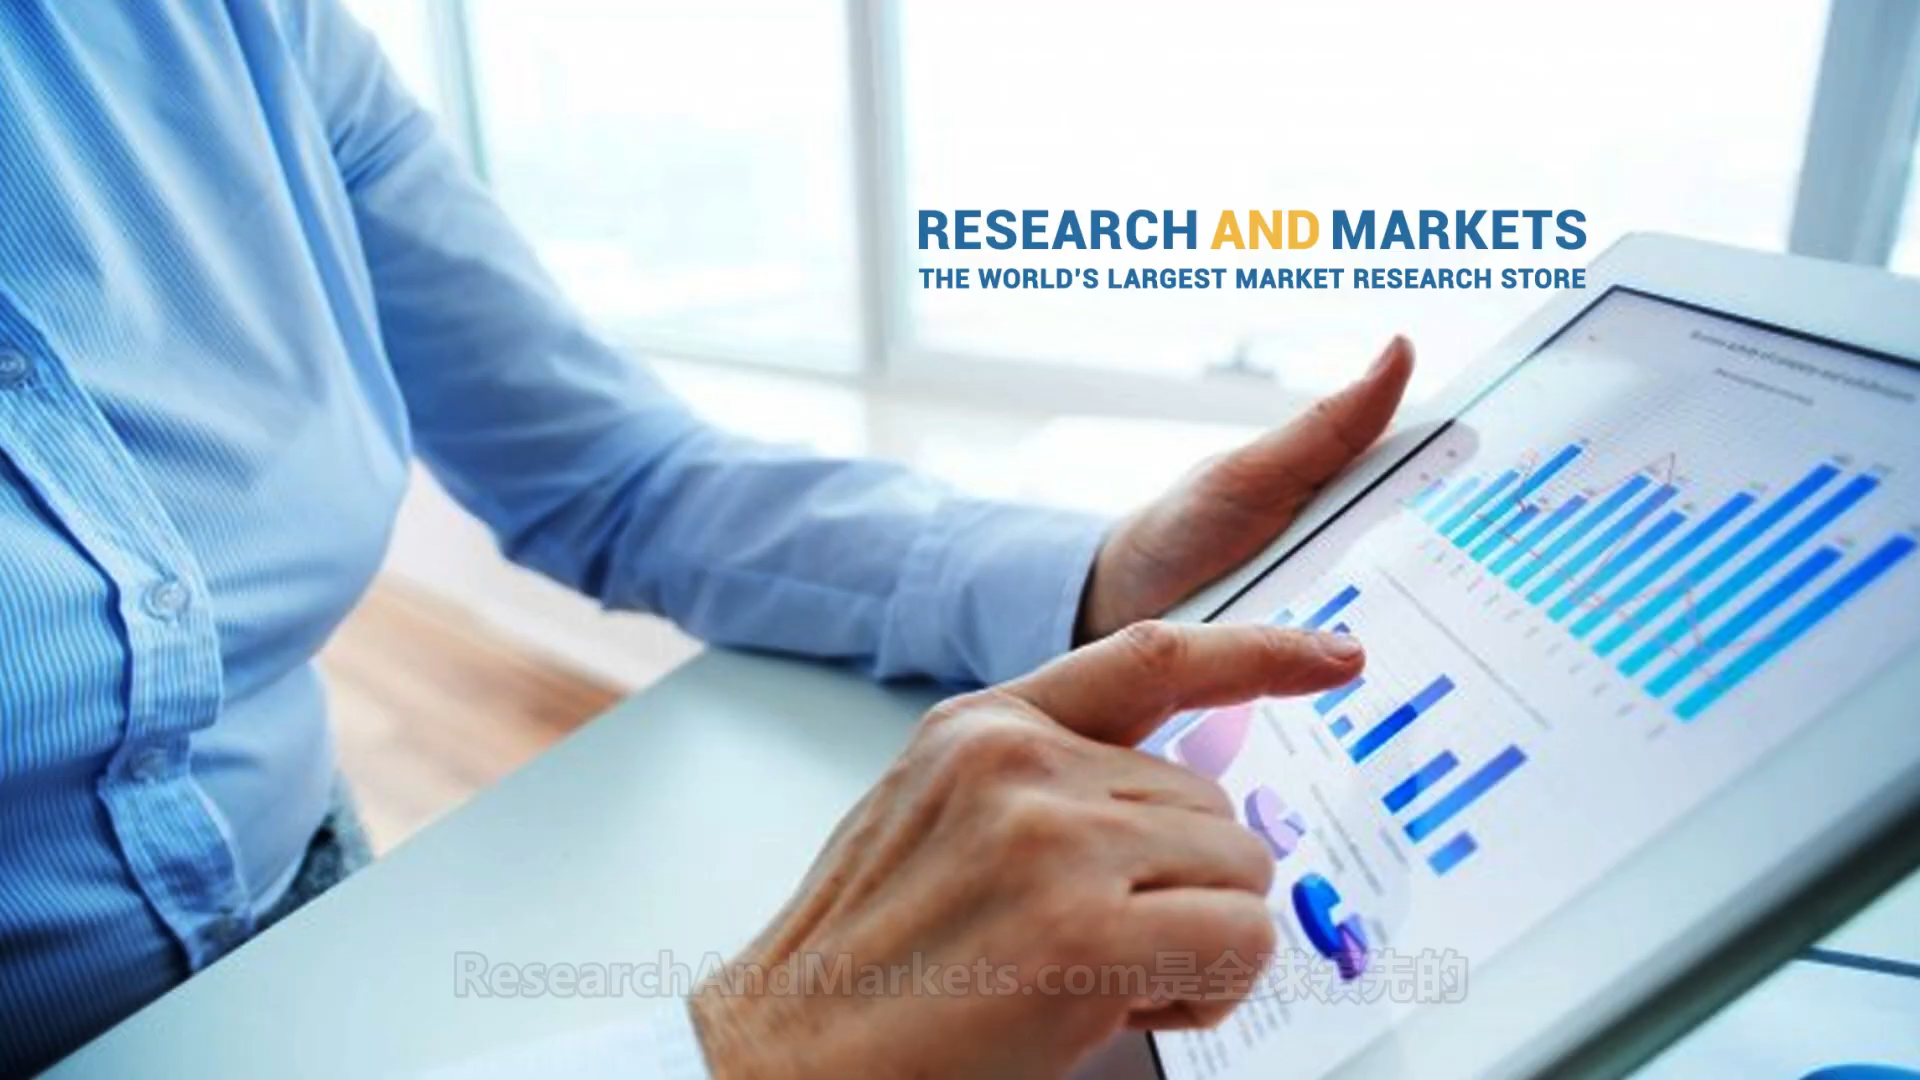 RESEARCH AND MARKETS
THE WORLD'S LARGEST MARKET RESEARCH STORE
ResearchAndMarkets.com是全球领先的